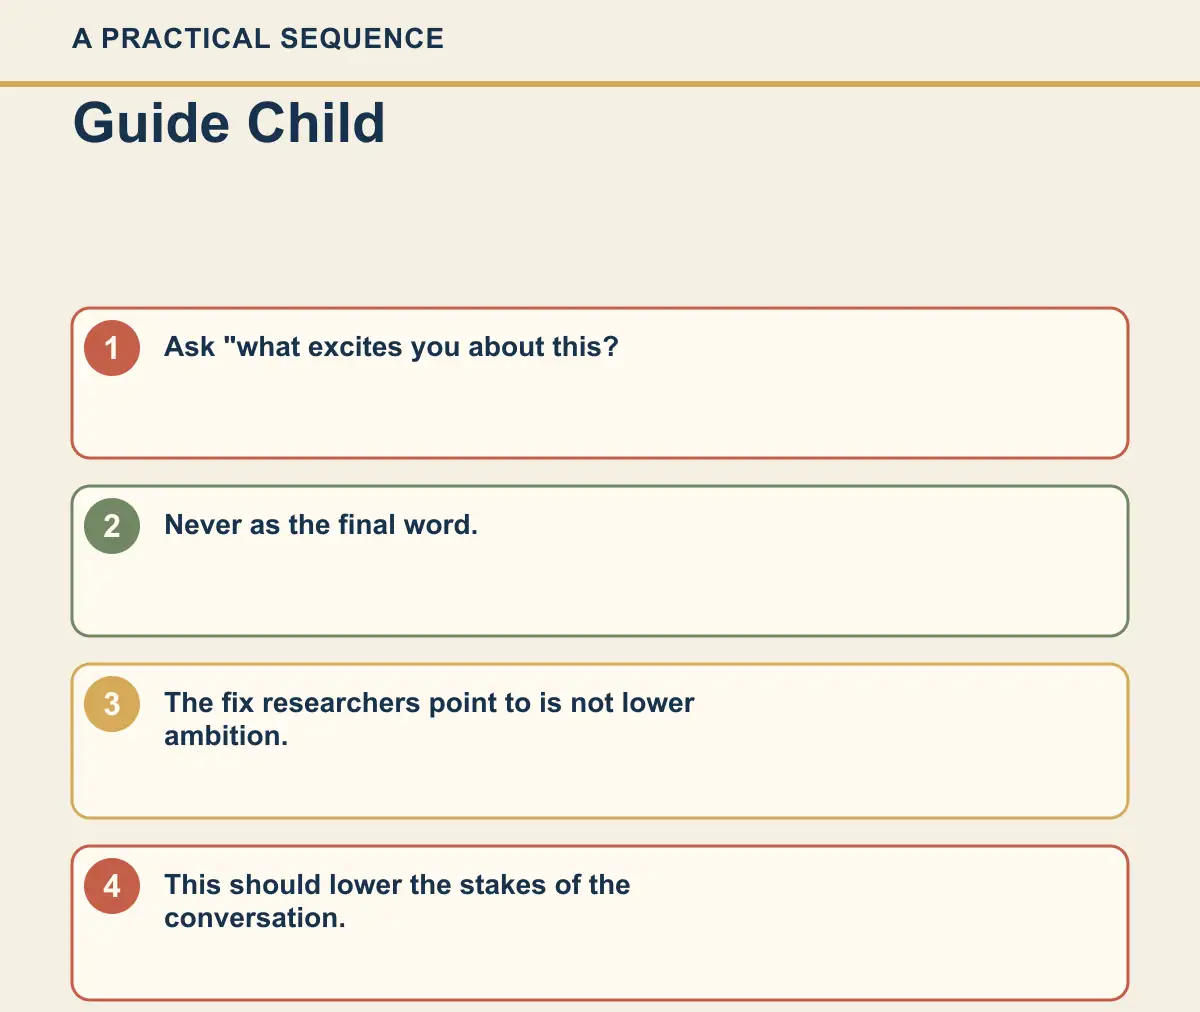 A PRACTICAL SEQUENCE
Guide Child
1
Ask "what excites you about this?
2
Never as the final word.
3
The fix researchers point to is not lower
ambition.
4
This should lower the stakes of the
conversation.